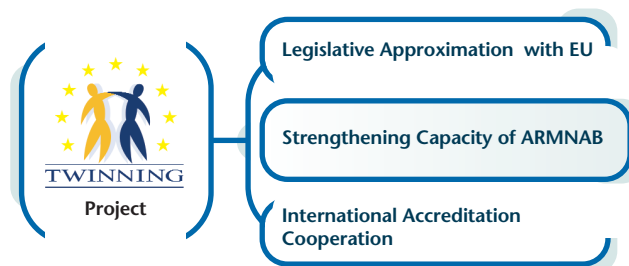 TWINNING
Project
Legislative Approximation with EU
Strengthening Capacity of ARMNAB
International Accreditation
Cooperation